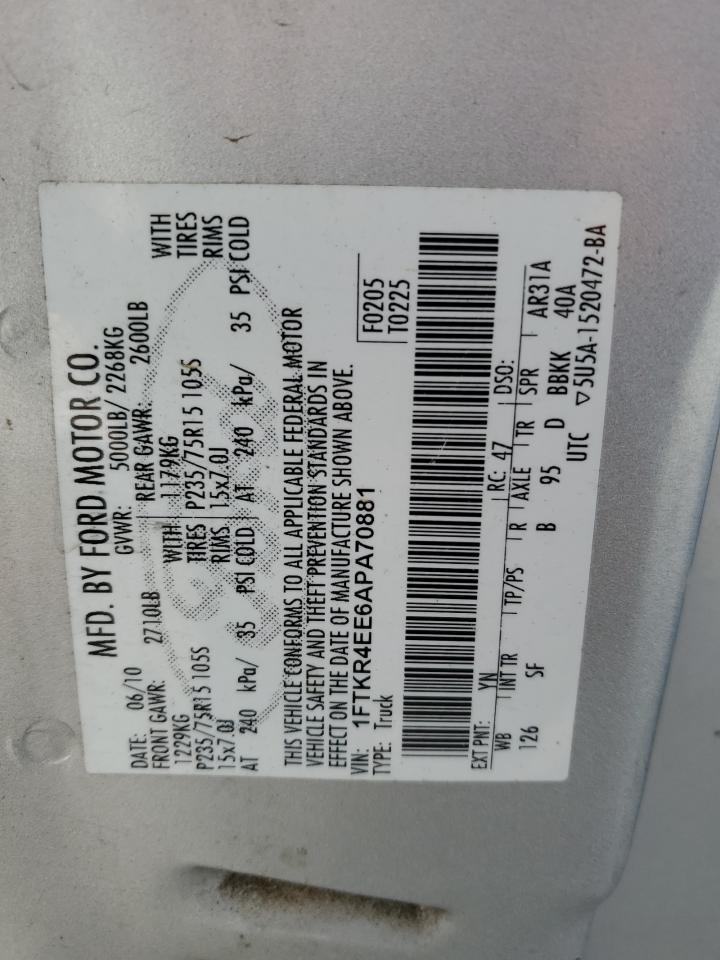 MFD. BY FORD MOTOR CO.
DATE: 06/10 GVWR: 5000LB/ 2268KG
FRONT GAWR: 2710LB REAR GAWR: 2600LB
1229KG WITH 1179KG WITH
P235/75R15 105S TIRES P235/75R15 105S TIRES
15x7.0J RIMS 15x7.0J RIMS
AT 240 kPa/ 35 PSI COLD AT 240 kPa/ 35 PSI COLD
THIS VEHICLE CONFORMS TO ALL APPLICABLE FEDERAL MOTOR
VEHICLE SAFETY AND THEFT PREVENTION STANDARDS IN
EFFECT ON THE DATE OF MANUFACTURE SHOWN ABOVE.
VIN: 1FTKR4EE6APA70881
TYPE: Truck
F0205
T0225
EXT PNT: YN RC: 47 DSO:
WB INT TR TP/PS R AXLE TR SPR AR31A
126 SF B 95 D BBKK 40A
UTC ▽5U5A-1520472-BA